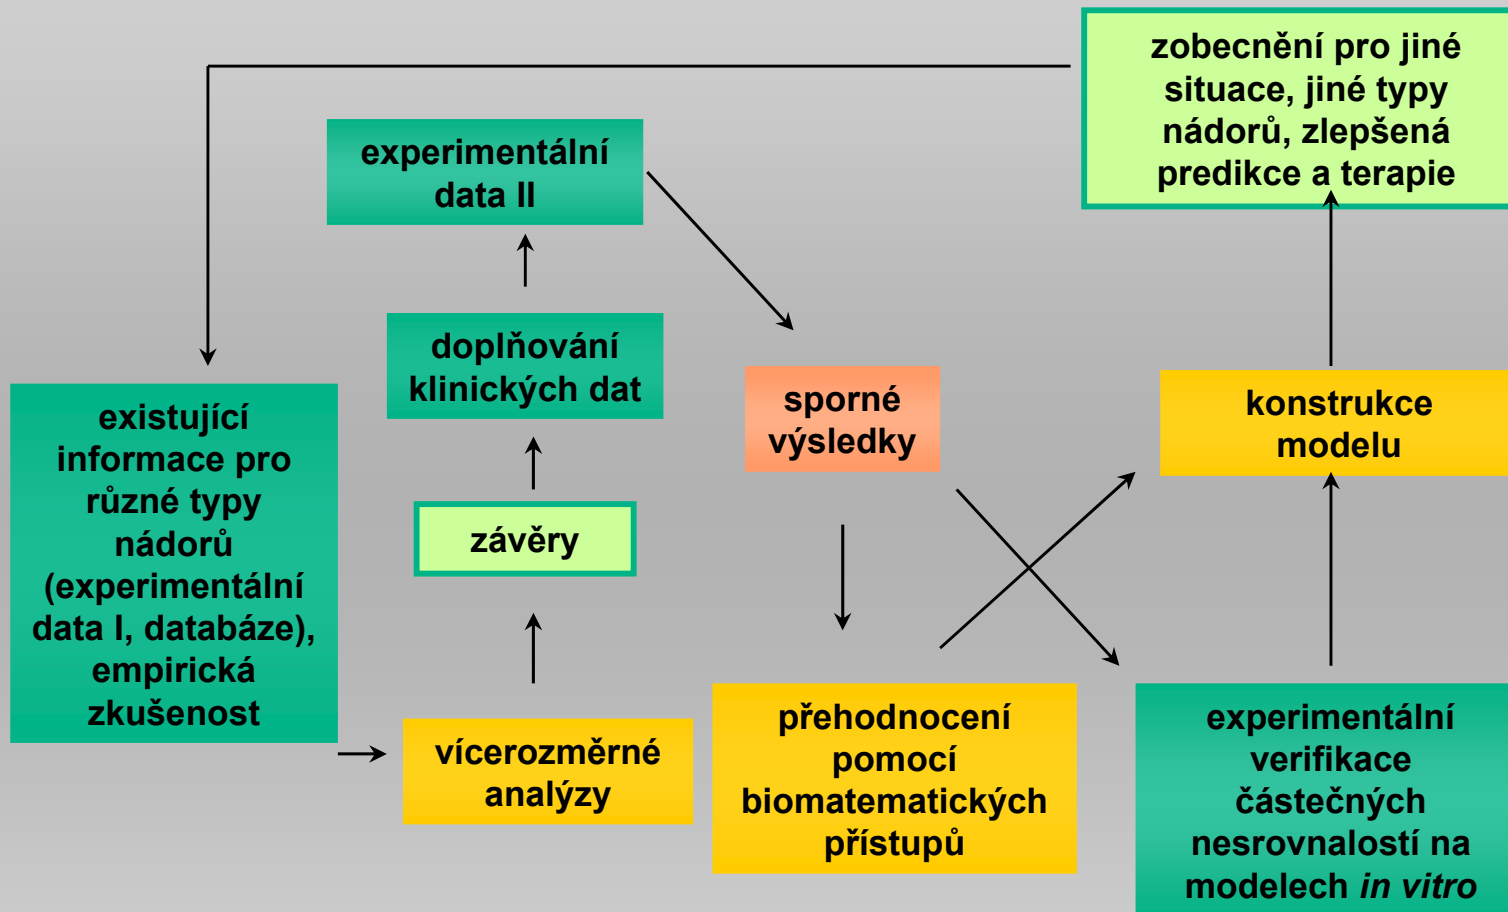 zobecnění pro jiné
situace, jiné typy
nádorů, zlepšená
predikce a terapie
experimentální
data II
doplňování
klinických dat
sporné
výsledky
konstrukce
modelu
existující
informace pro
různé typy
nádorů
(experimentální
data I, databáze),
empirická
zkušenost
závěry
vícerozměrné
analýzy
přehodnocení
pomocí
biomatematických
přístupů
experimentální
verifikace
částečných
nesrovnalostí na
modelech in vitro